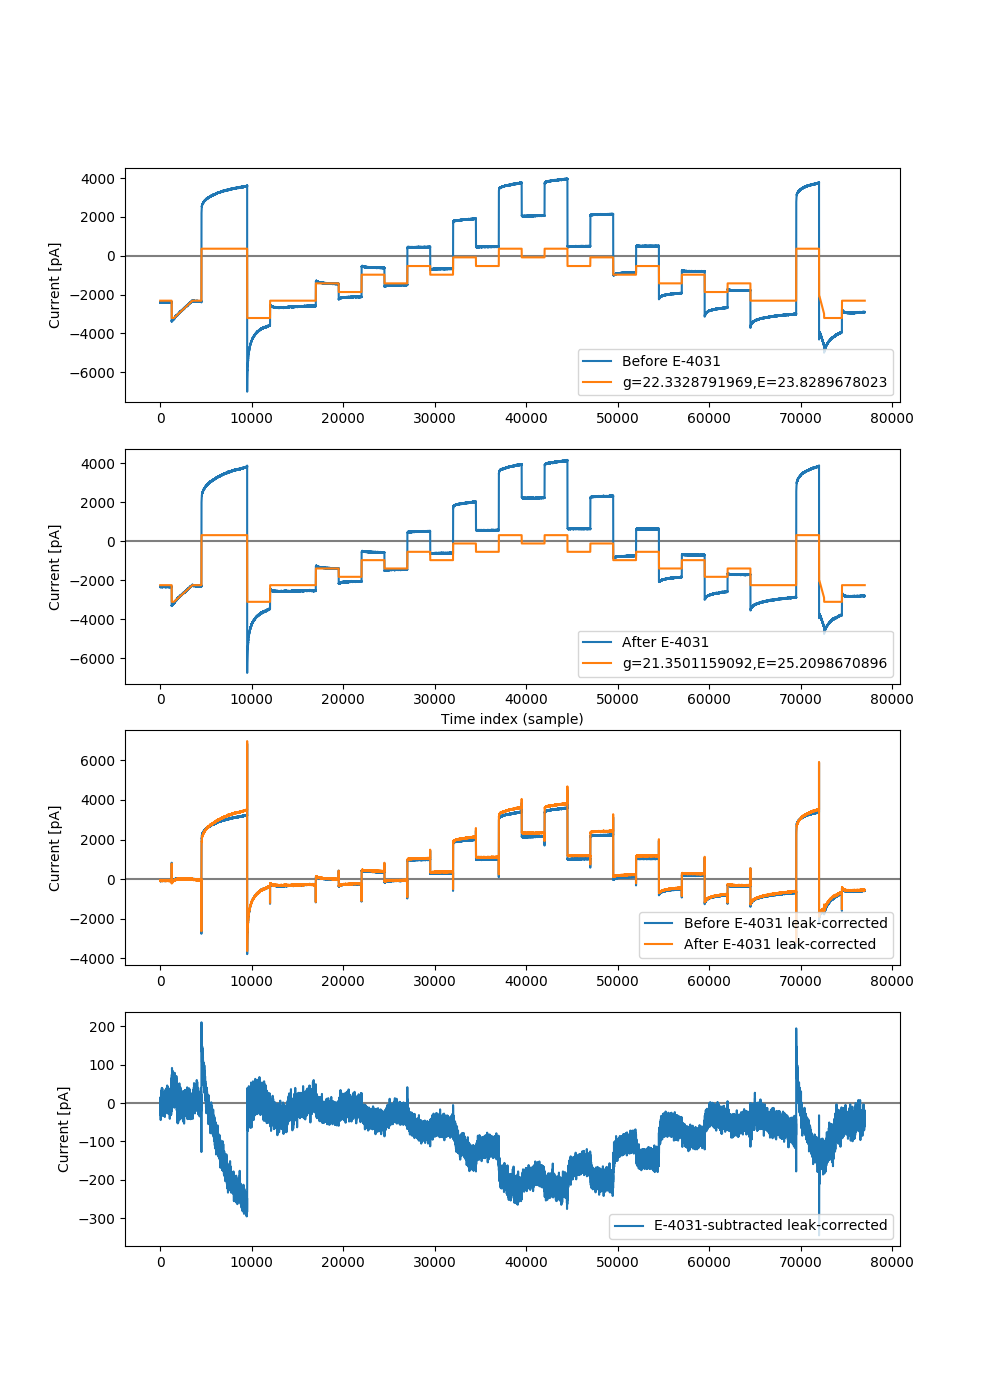 4000
2000
0
−2000
−4000
−6000
Current [pA]
Before E-4031
g=22.3328791969,E=23.8289678023
0 10000 20000 30000 40000 50000 60000 70000 80000
4000
2000
0
−2000
−4000
−6000
Current [pA]
After E-4031
g=21.3501159092,E=25.2098670896
0 10000 20000 30000 40000 50000 60000 70000 80000
Time index (sample)
6000
4000
2000
0
−2000
−4000
Current [pA]
Before E-4031 leak-corrected
After E-4031 leak-corrected
0 10000 20000 30000 40000 50000 60000 70000 80000
200
100
0
−100
−200
−300
Current [pA]
E-4031-subtracted leak-corrected
0 10000 20000 30000 40000 50000 60000 70000 80000